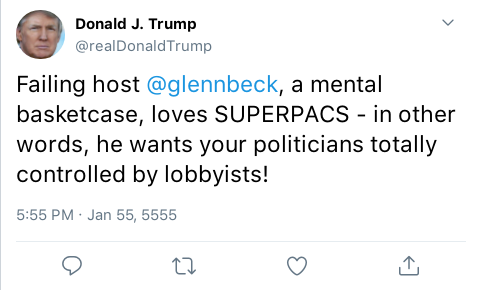 Donald J. Trump
@realDonaldTrump
Failing host @glennbeck, a mental
basketcase, loves SUPERPACS - in other
words, he wants your politicians totally
controlled by lobbyists!
5:55 PM · Jan 55, 5555